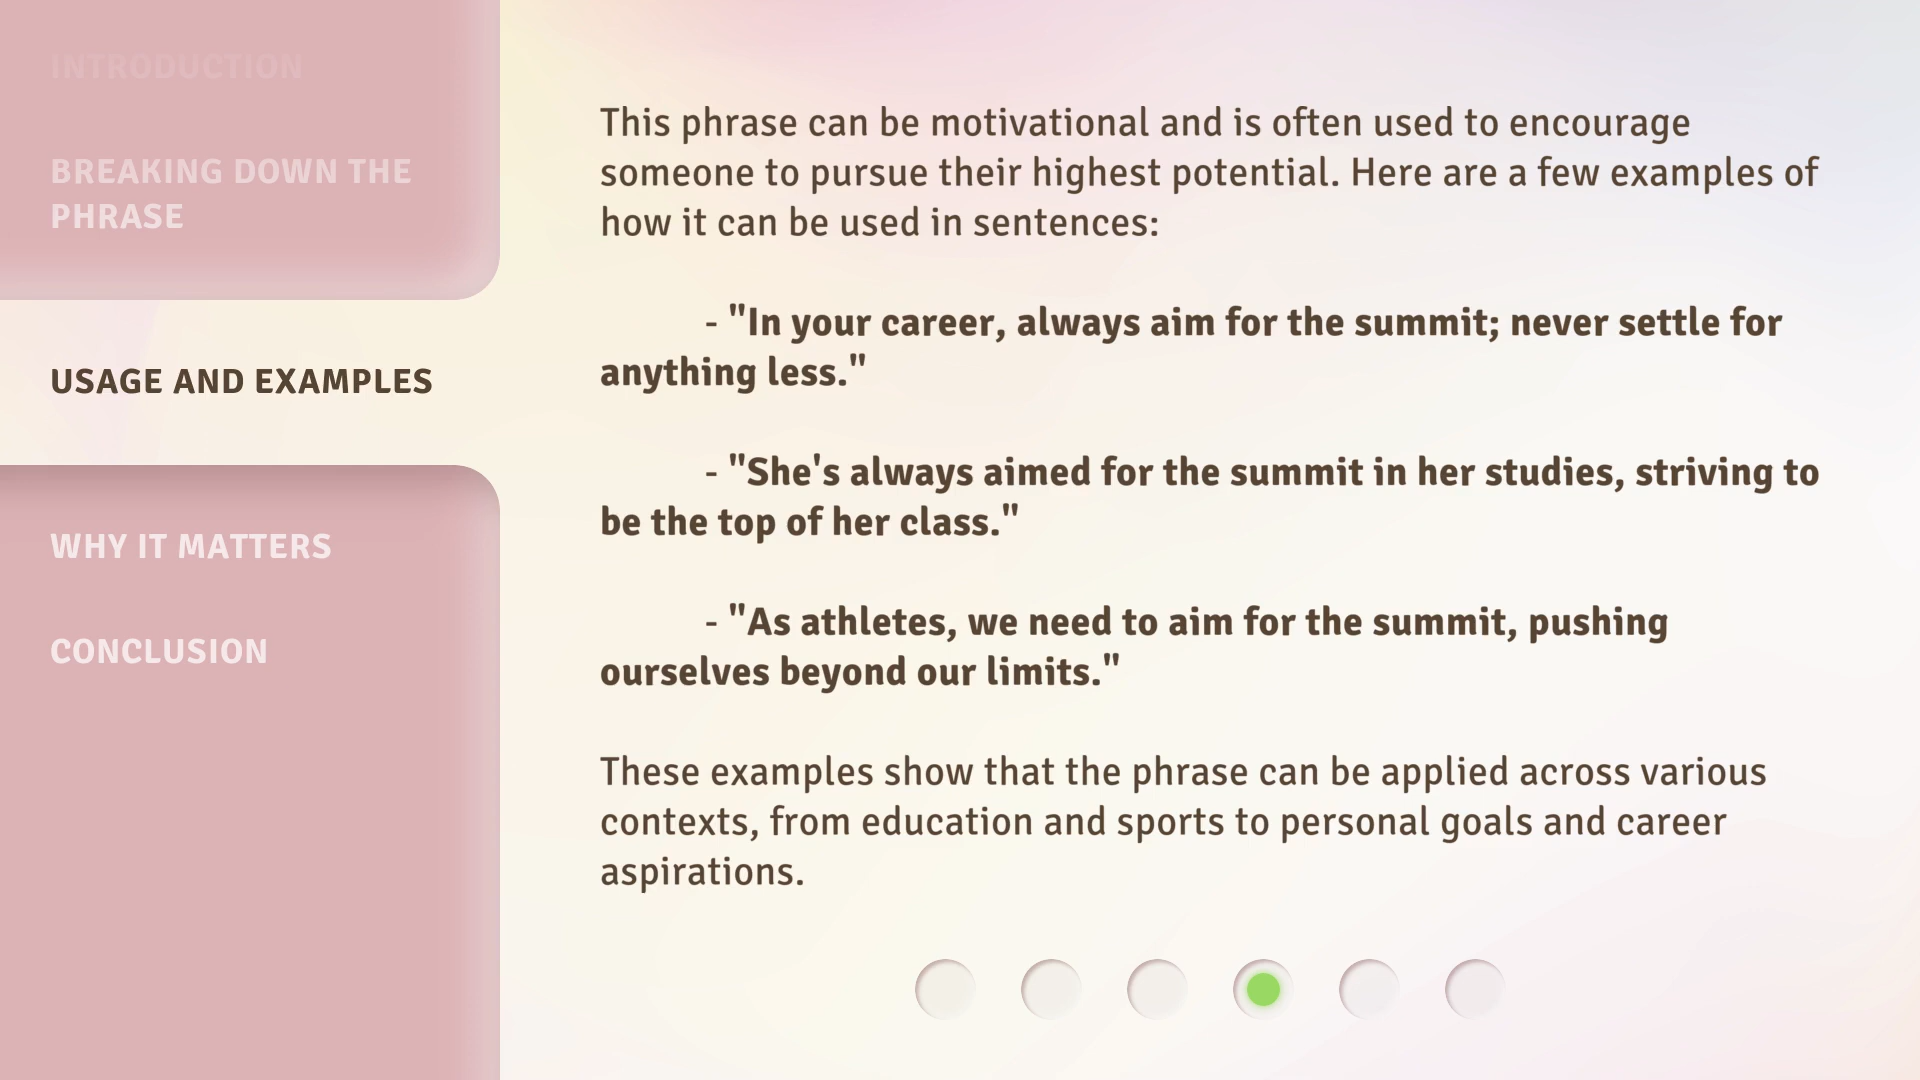 INTRODUCTION
BREAKING DOWN THE
PHRASE
USAGE AND EXAMPLES
WHY IT MATTERS
CONCLUSION
This phrase can be motivational and is often used to encourage
someone to pursue their highest potential. Here are a few examples of
how it can be used in sentences:
- "In your career, always aim for the summit; never settle for
anything less."
- "She's always aimed for the summit in her studies, striving to
be the top of her class."
- "As athletes, we need to aim for the summit, pushing
ourselves beyond our limits."
These examples show that the phrase can be applied across various
contexts, from education and sports to personal goals and career
aspirations.